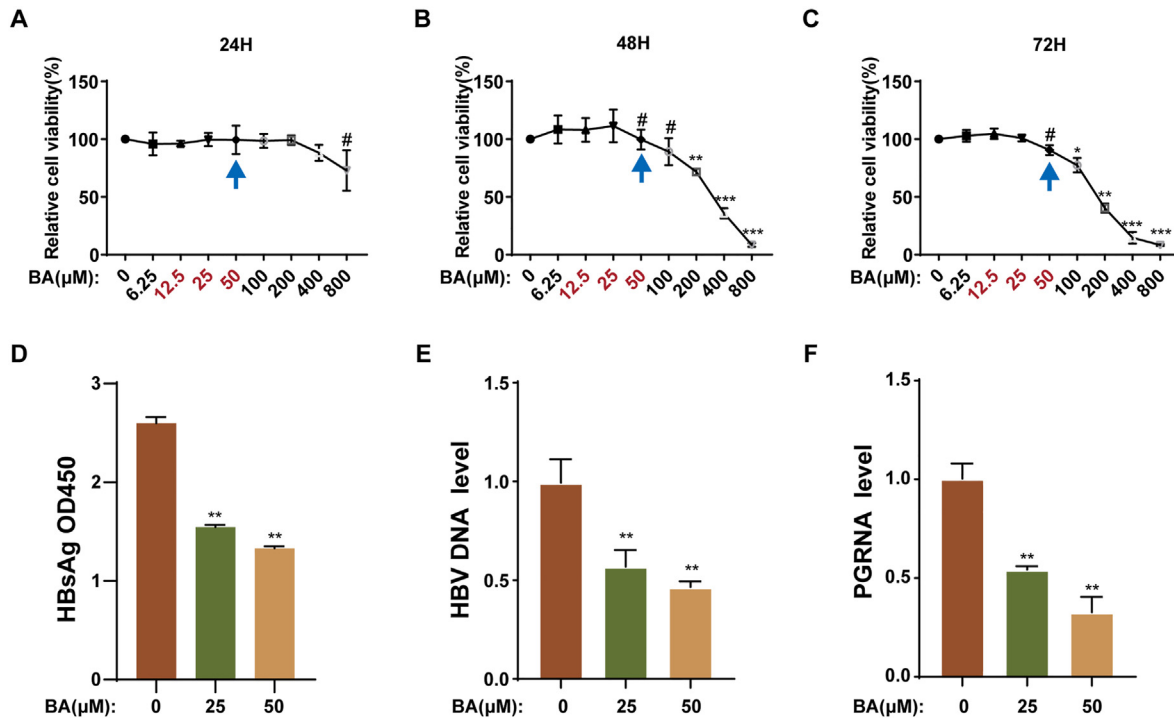 A
24H
Relative cell viability(%)
150
100
50
0
#
BA(μM): 0 6.25 12.5 25 50 100 200 400 800
B
48H
Relative cell viability(%)
150
100
50
0
# # ** *** ***
BA(μM): 0 6.25 12.5 25 50 100 200 400 800
C
72H
Relative cell viability(%)
150
100
50
0
# * ** *** ***
BA(μM): 0 6.25 12.5 25 50 100 200 400 800
D
HBsAg OD450
3
2
1
0
** **
BA(μM): 0 25 50
E
HBV DNA level
1.5
1.0
0.5
0.0
** **
BA(μM): 0 25 50
F
PGRNA level
1.5
1.0
0.5
0.0
** **
BA(μM): 0 25 50